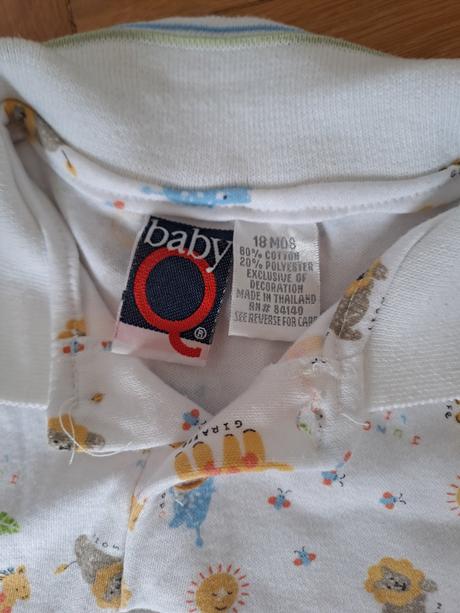 baby
Q®
18 MOS
80% COTTON
20% POLYESTER
EXCLUSIVE OF
DECORATION
MADE IN THAILAND
RN# 84140
SEE REVERSE FOR CARE